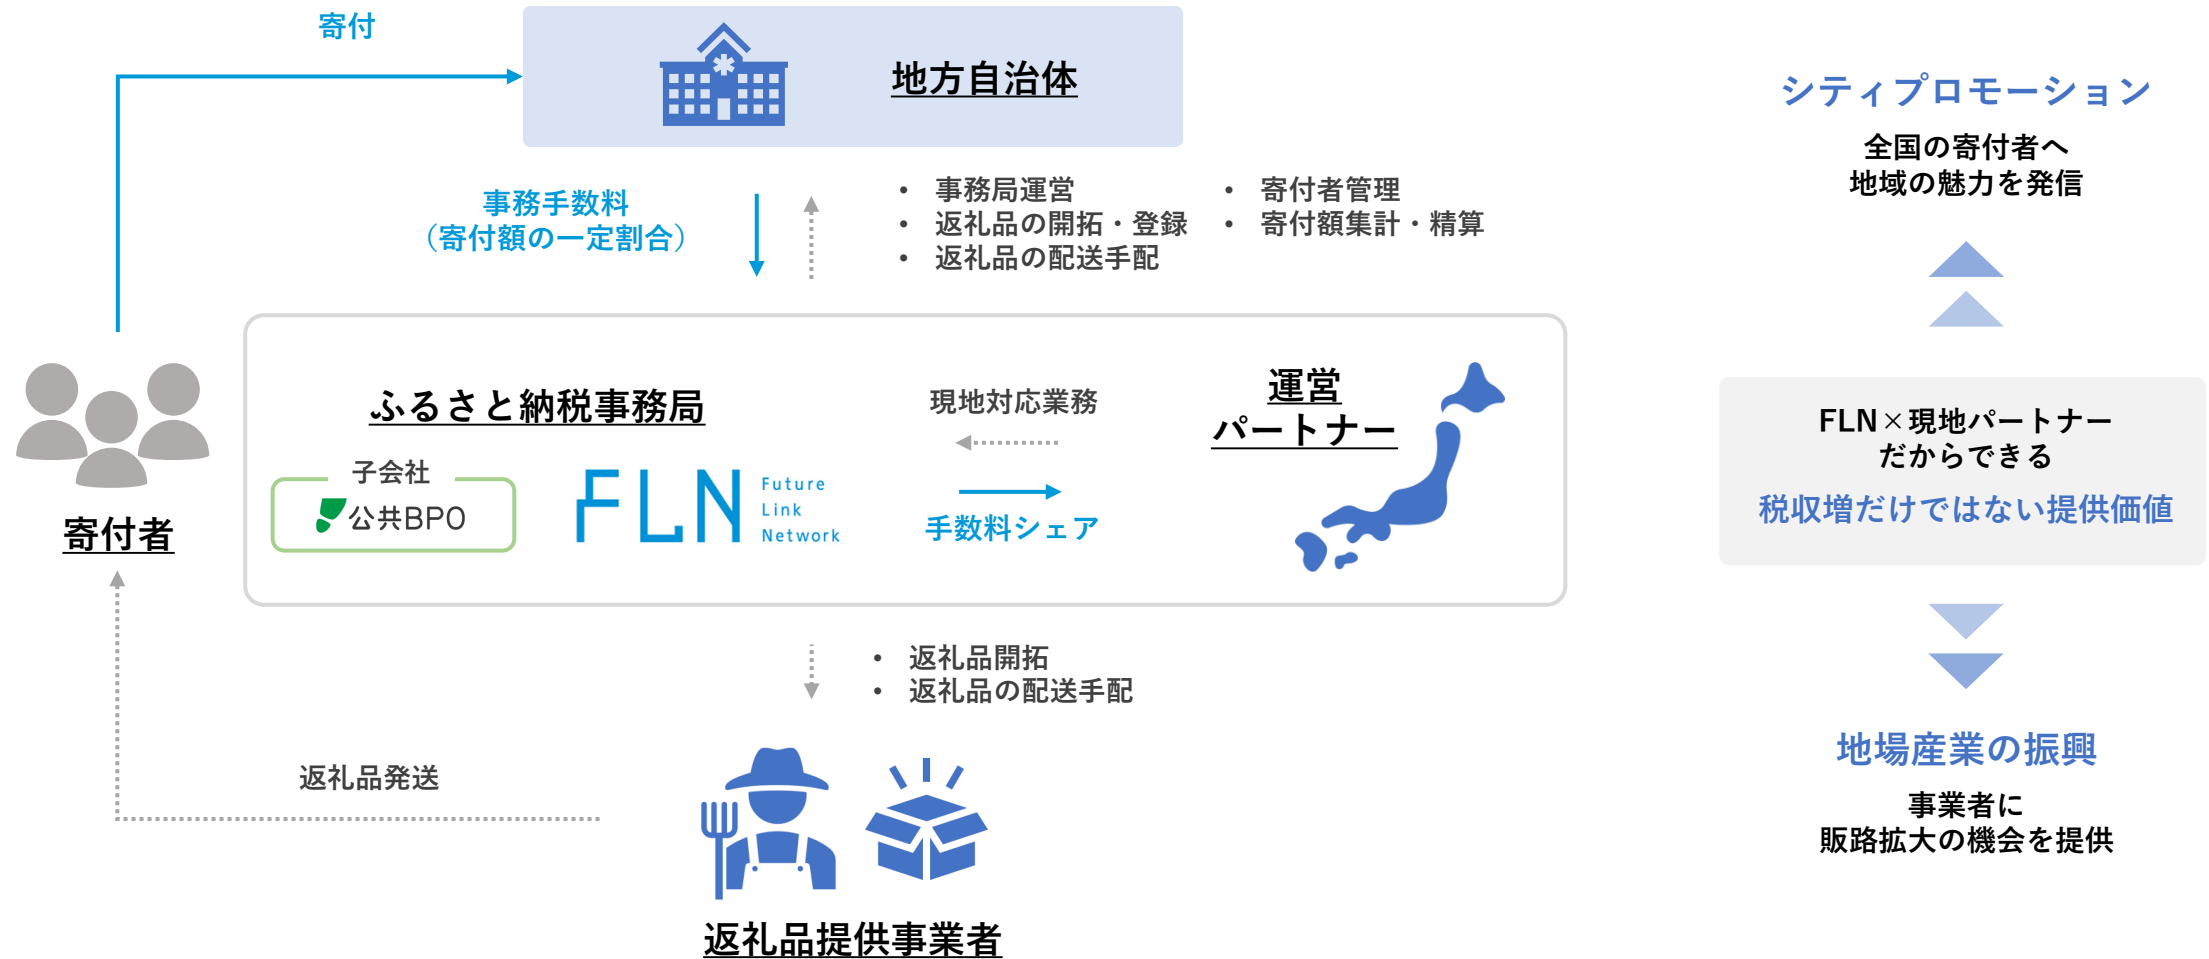 寄付
地方自治体
事務手数料
（寄付額の一定割合）
• 事務局運営
• 返礼品の開拓・登録
• 返礼品の配送手配
• 寄付者管理
• 寄付額集計・精算
寄付者
ふるさと納税事務局
子会社
公共BPO
FLN
Future
Link
Network
現地対応業務
手数料シェア
運営
パートナー
• 返礼品開拓
• 返礼品の配送手配
返礼品発送
返礼品提供事業者
シティプロモーション
全国の寄付者へ
地域の魅力を発信
FLN×現地パートナー
だからできる
税収増だけではない提供価値
地場産業の振興
事業者に
販路拡大の機会を提供